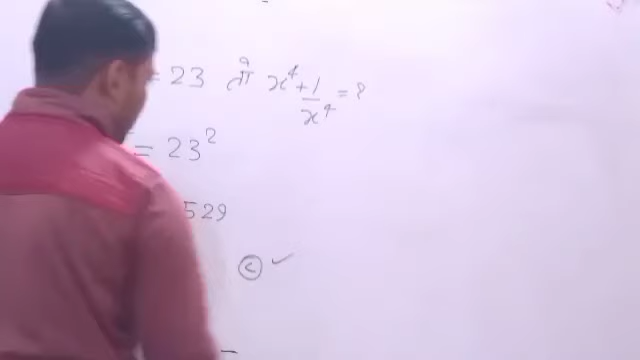 = 23 तो x⁴ + 1/x⁴ = ?
= 23²
529
(c) ✓